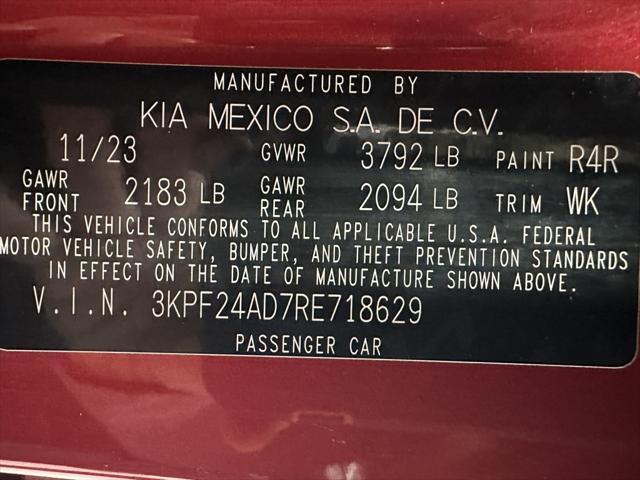 MANUFACTURED BY
KIA MEXICO S.A. DE C.V.
11/23 GVWR 3792 LB PAINT R4R
GAWR FRONT 2183 LB GAWR REAR 2094 LB TRIM WK
THIS VEHICLE CONFORMS TO ALL APPLICABLE U.S.A. FEDERAL
MOTOR VEHICLE SAFETY, BUMPER, AND THEFT PREVENTION STANDARDS
IN EFFECT ON THE DATE OF MANUFACTURE SHOWN ABOVE.
V.I.N. 3KPF24AD7RE718629
PASSENGER CAR